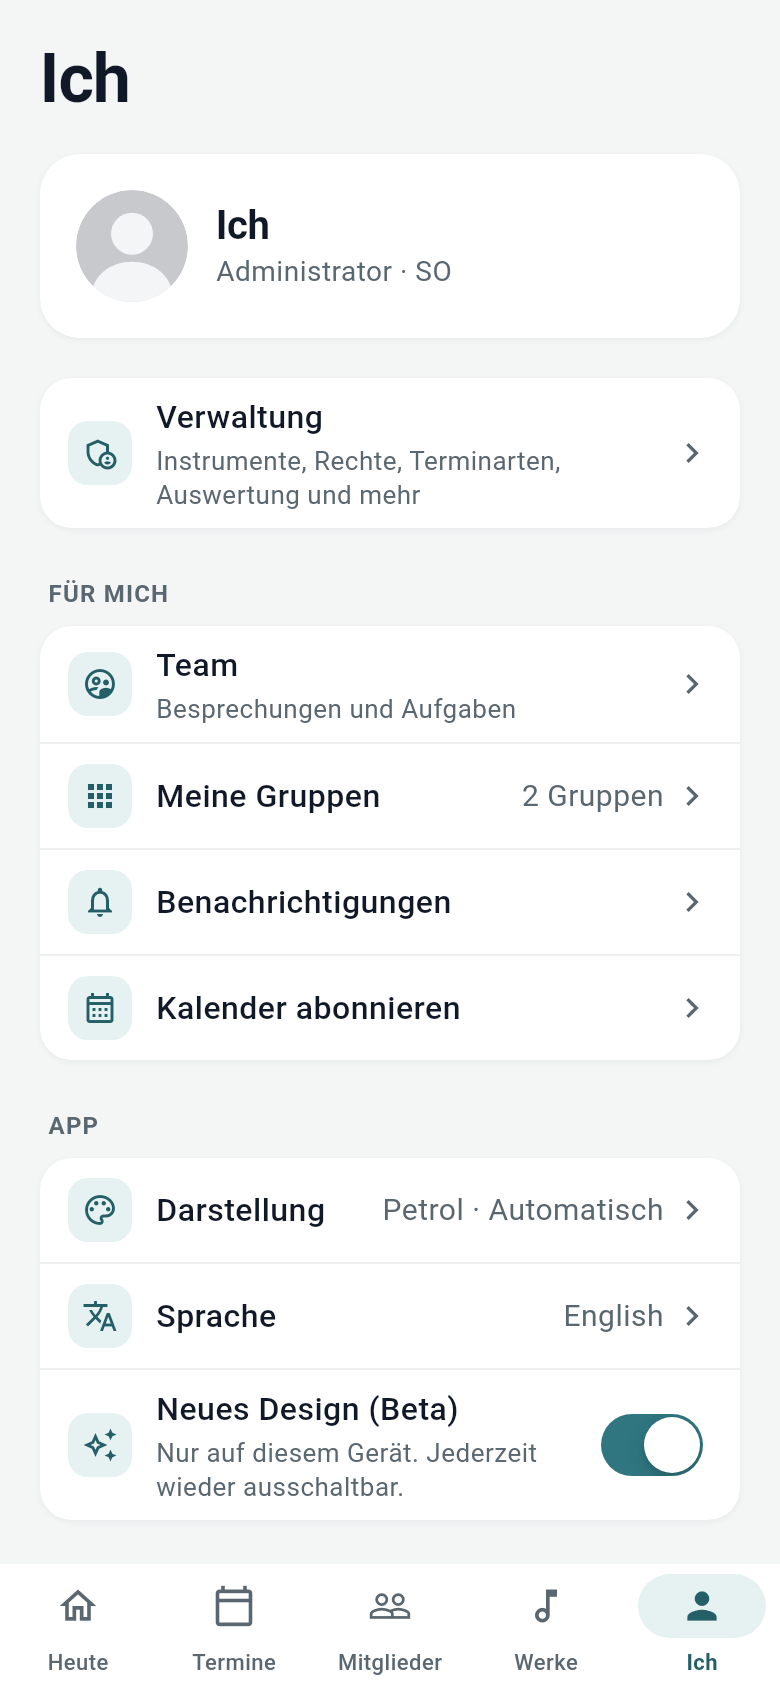 Ich
Ich
Administrator · SO
Verwaltung
Instrumente, Rechte, Terminarten,
Auswertung und mehr
FÜR MICH
Team
Besprechungen und Aufgaben
Meine Gruppen 2 Gruppen
Benachrichtigungen
Kalender abonnieren
APP
Darstellung Petrol · Automatisch
Sprache English
Neues Design (Beta)
Nur auf diesem Gerät. Jederzeit
wieder ausschaltbar.
Heute Termine Mitglieder Werke Ich